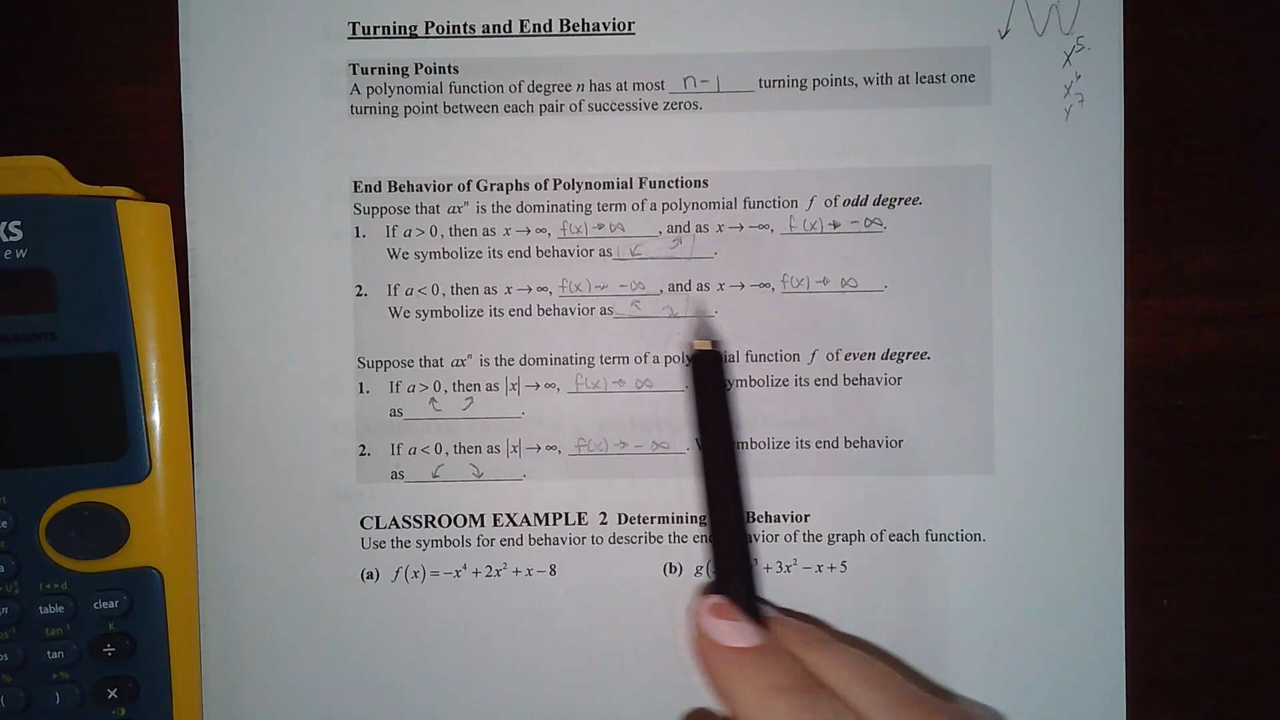 Turning Points and End Behavior
x⁵
x⁶
x⁷
Turning Points
A polynomial function of degree n has at most n-1 turning points, with at least one
turning point between each pair of successive zeros.
End Behavior of Graphs of Polynomial Functions
Suppose that axⁿ is the dominating term of a polynomial function f of odd degree.
1. If a > 0, then as x → ∞, f(x) → ∞, and as x → −∞, f(x) → -∞.
We symbolize its end behavior as ↙ ↗.
2. If a < 0, then as x → ∞, f(x) → -∞, and as x → −∞, f(x) → ∞.
We symbolize its end behavior as ↖ ↘.
Suppose that axⁿ is the dominating term of a function f of even degree.
1. If a > 0, then as |x| → ∞, f(x) → ∞. symbolize its end behavior
as ↖ ↗.
2. If a < 0, then as |x| → ∞, f(x) → -∞. symbolize its end behavior
as ↙ ↘.
CLASSROOM EXAMPLE 2 Determining Behavior
Use the symbols for end behavior to describe the of the graph of each function.
(a) f(x) = −x⁴ + 2x² + x − 8 (b) g( + 3x² − x + 5
ew
table
clear
tan⁻¹
K
tan
÷
(
)
×